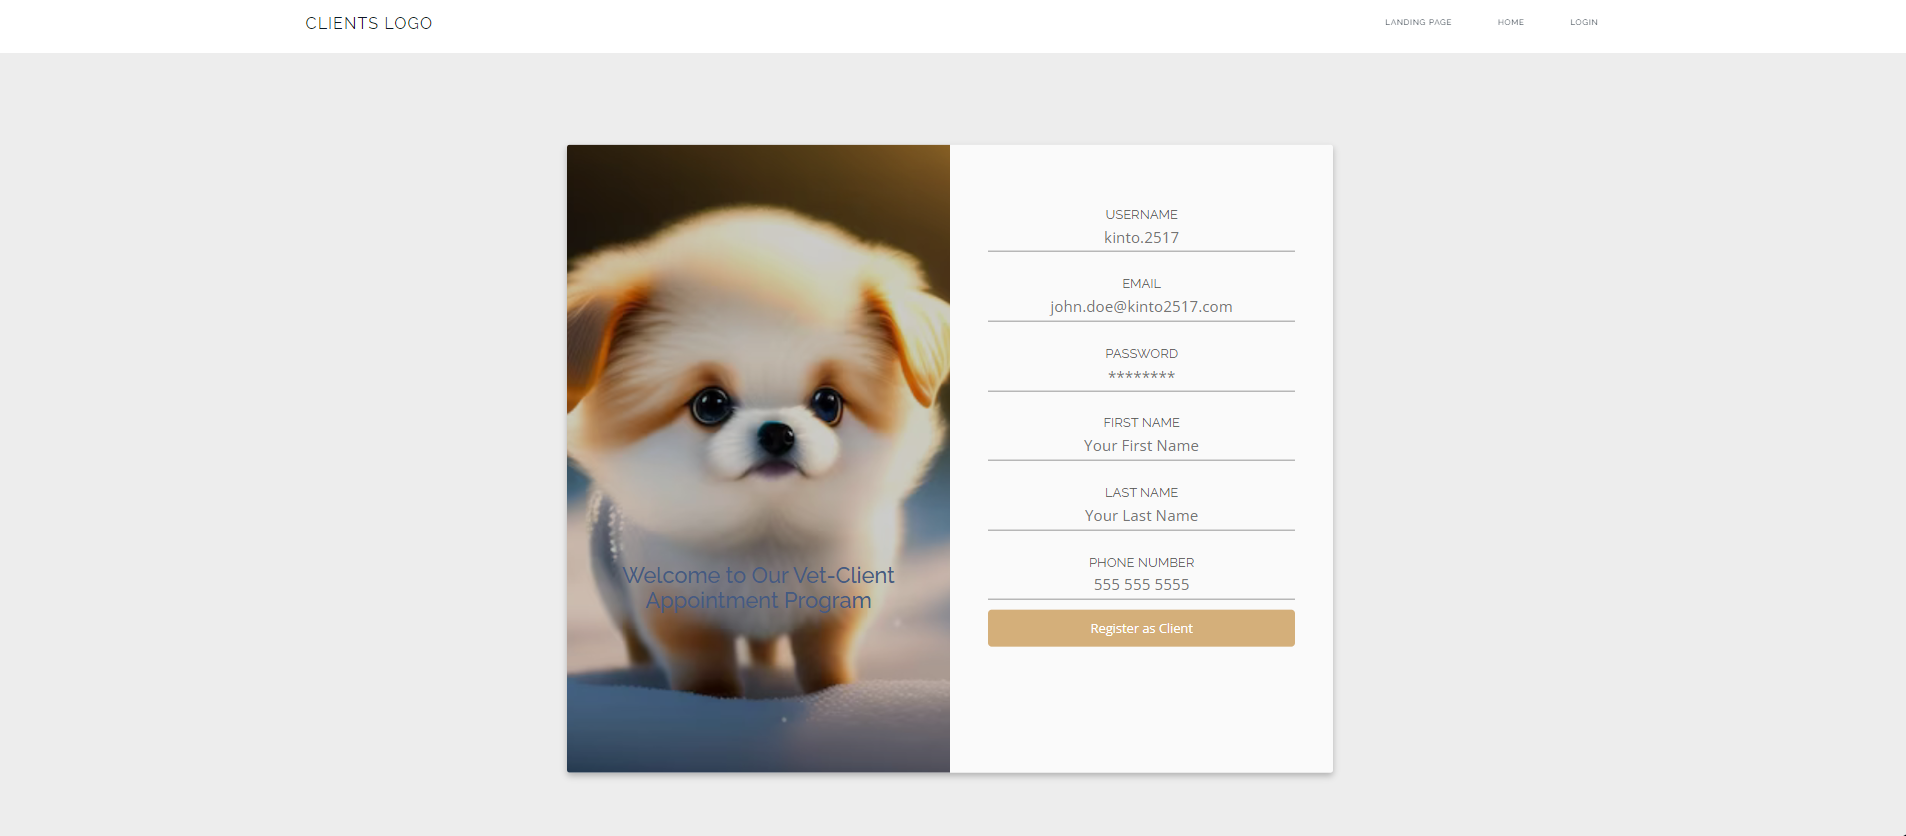 CLIENTS LOGO
LANDING PAGE
HOME
LOGIN
Welcome to Our Vet-Client
Appointment Program
USERNAME
kinto.2517
EMAIL
john.doe@kinto2517.com
PASSWORD
********
FIRST NAME
Your First Name
LAST NAME
Your Last Name
PHONE NUMBER
555 555 5555
Register as Client